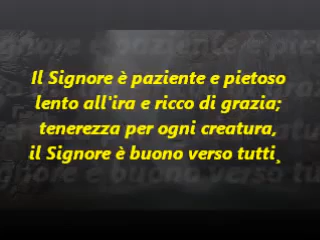 Il Signore è paziente e pietoso
lento all'ira e ricco di grazia;
tenerezza per ogni creatura,
il Signore è buono verso tutti¸